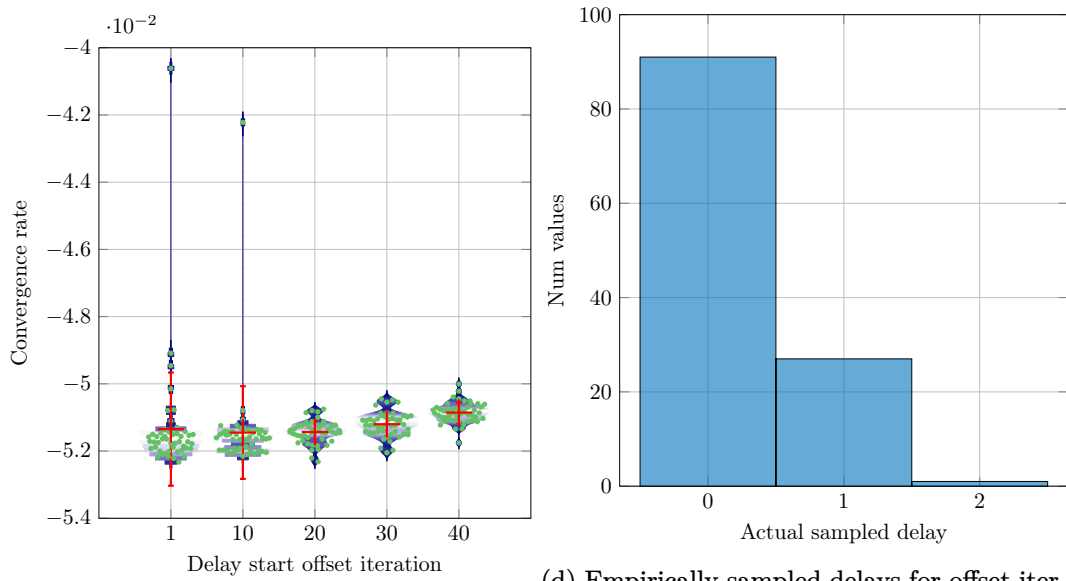 ·10⁻²
−4
−4.2
−4.4
−4.6
−4.8
−5
−5.2
−5.4
1 10 20 30 40
Delay start offset iteration
Convergence rate
100
80
60
40
20
0
0 1 2
Actual sampled delay
Num values
(d) Empirically sampled delays for offset iter